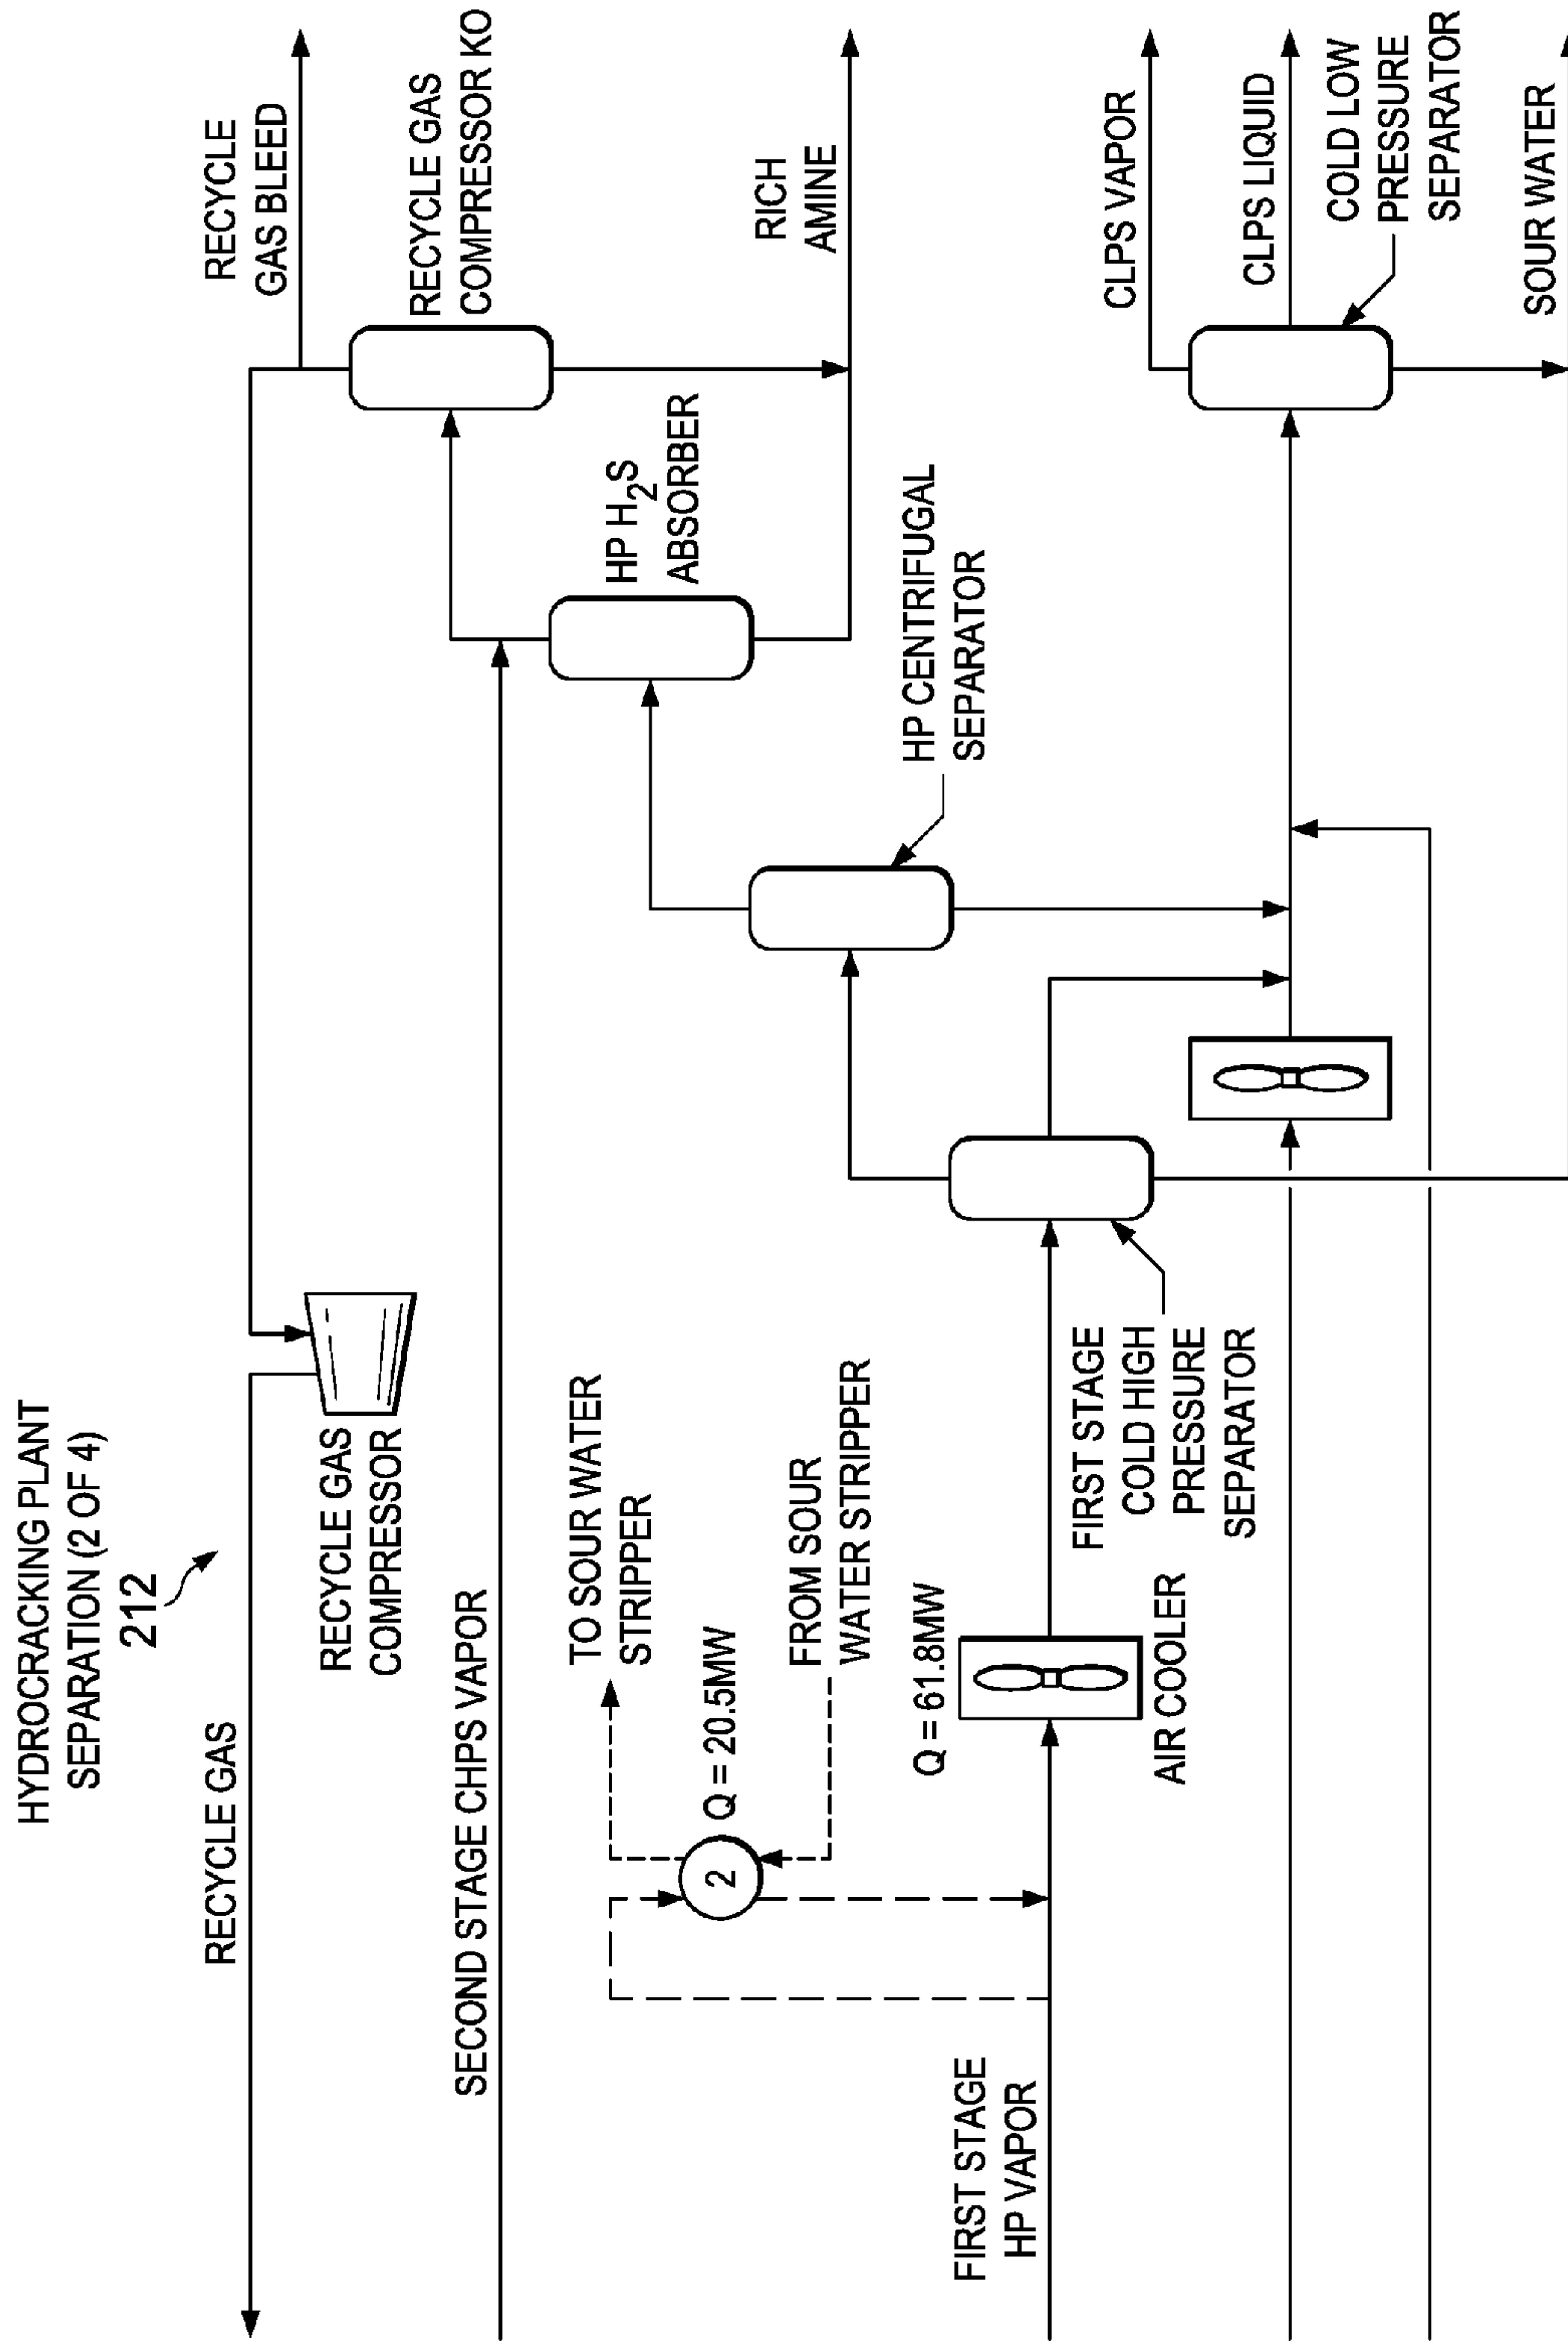 HYDROCRACKING PLANT
SEPARATION (2 OF 4)
212
RECYCLE GAS
RECYCLE GAS
COMPRESSOR
RECYCLE
GAS BLEED
RECYCLE GAS
COMPRESSOR KO
SECOND STAGE CHPS VAPOR
TO SOUR WATER
STRIPPER
2
Q = 20.5MW
FROM SOUR
WATER STRIPPER
HP H2S
ABSORBER
RICH
AMINE
HP CENTRIFUGAL
SEPARATOR
FIRST STAGE
HP VAPOR
Q = 61.8MW
AIR COOLER
FIRST STAGE
COLD HIGH
PRESSURE
SEPARATOR
CLPS VAPOR
CLPS LIQUID
COLD LOW
PRESSURE
SEPARATOR
SOUR WATER